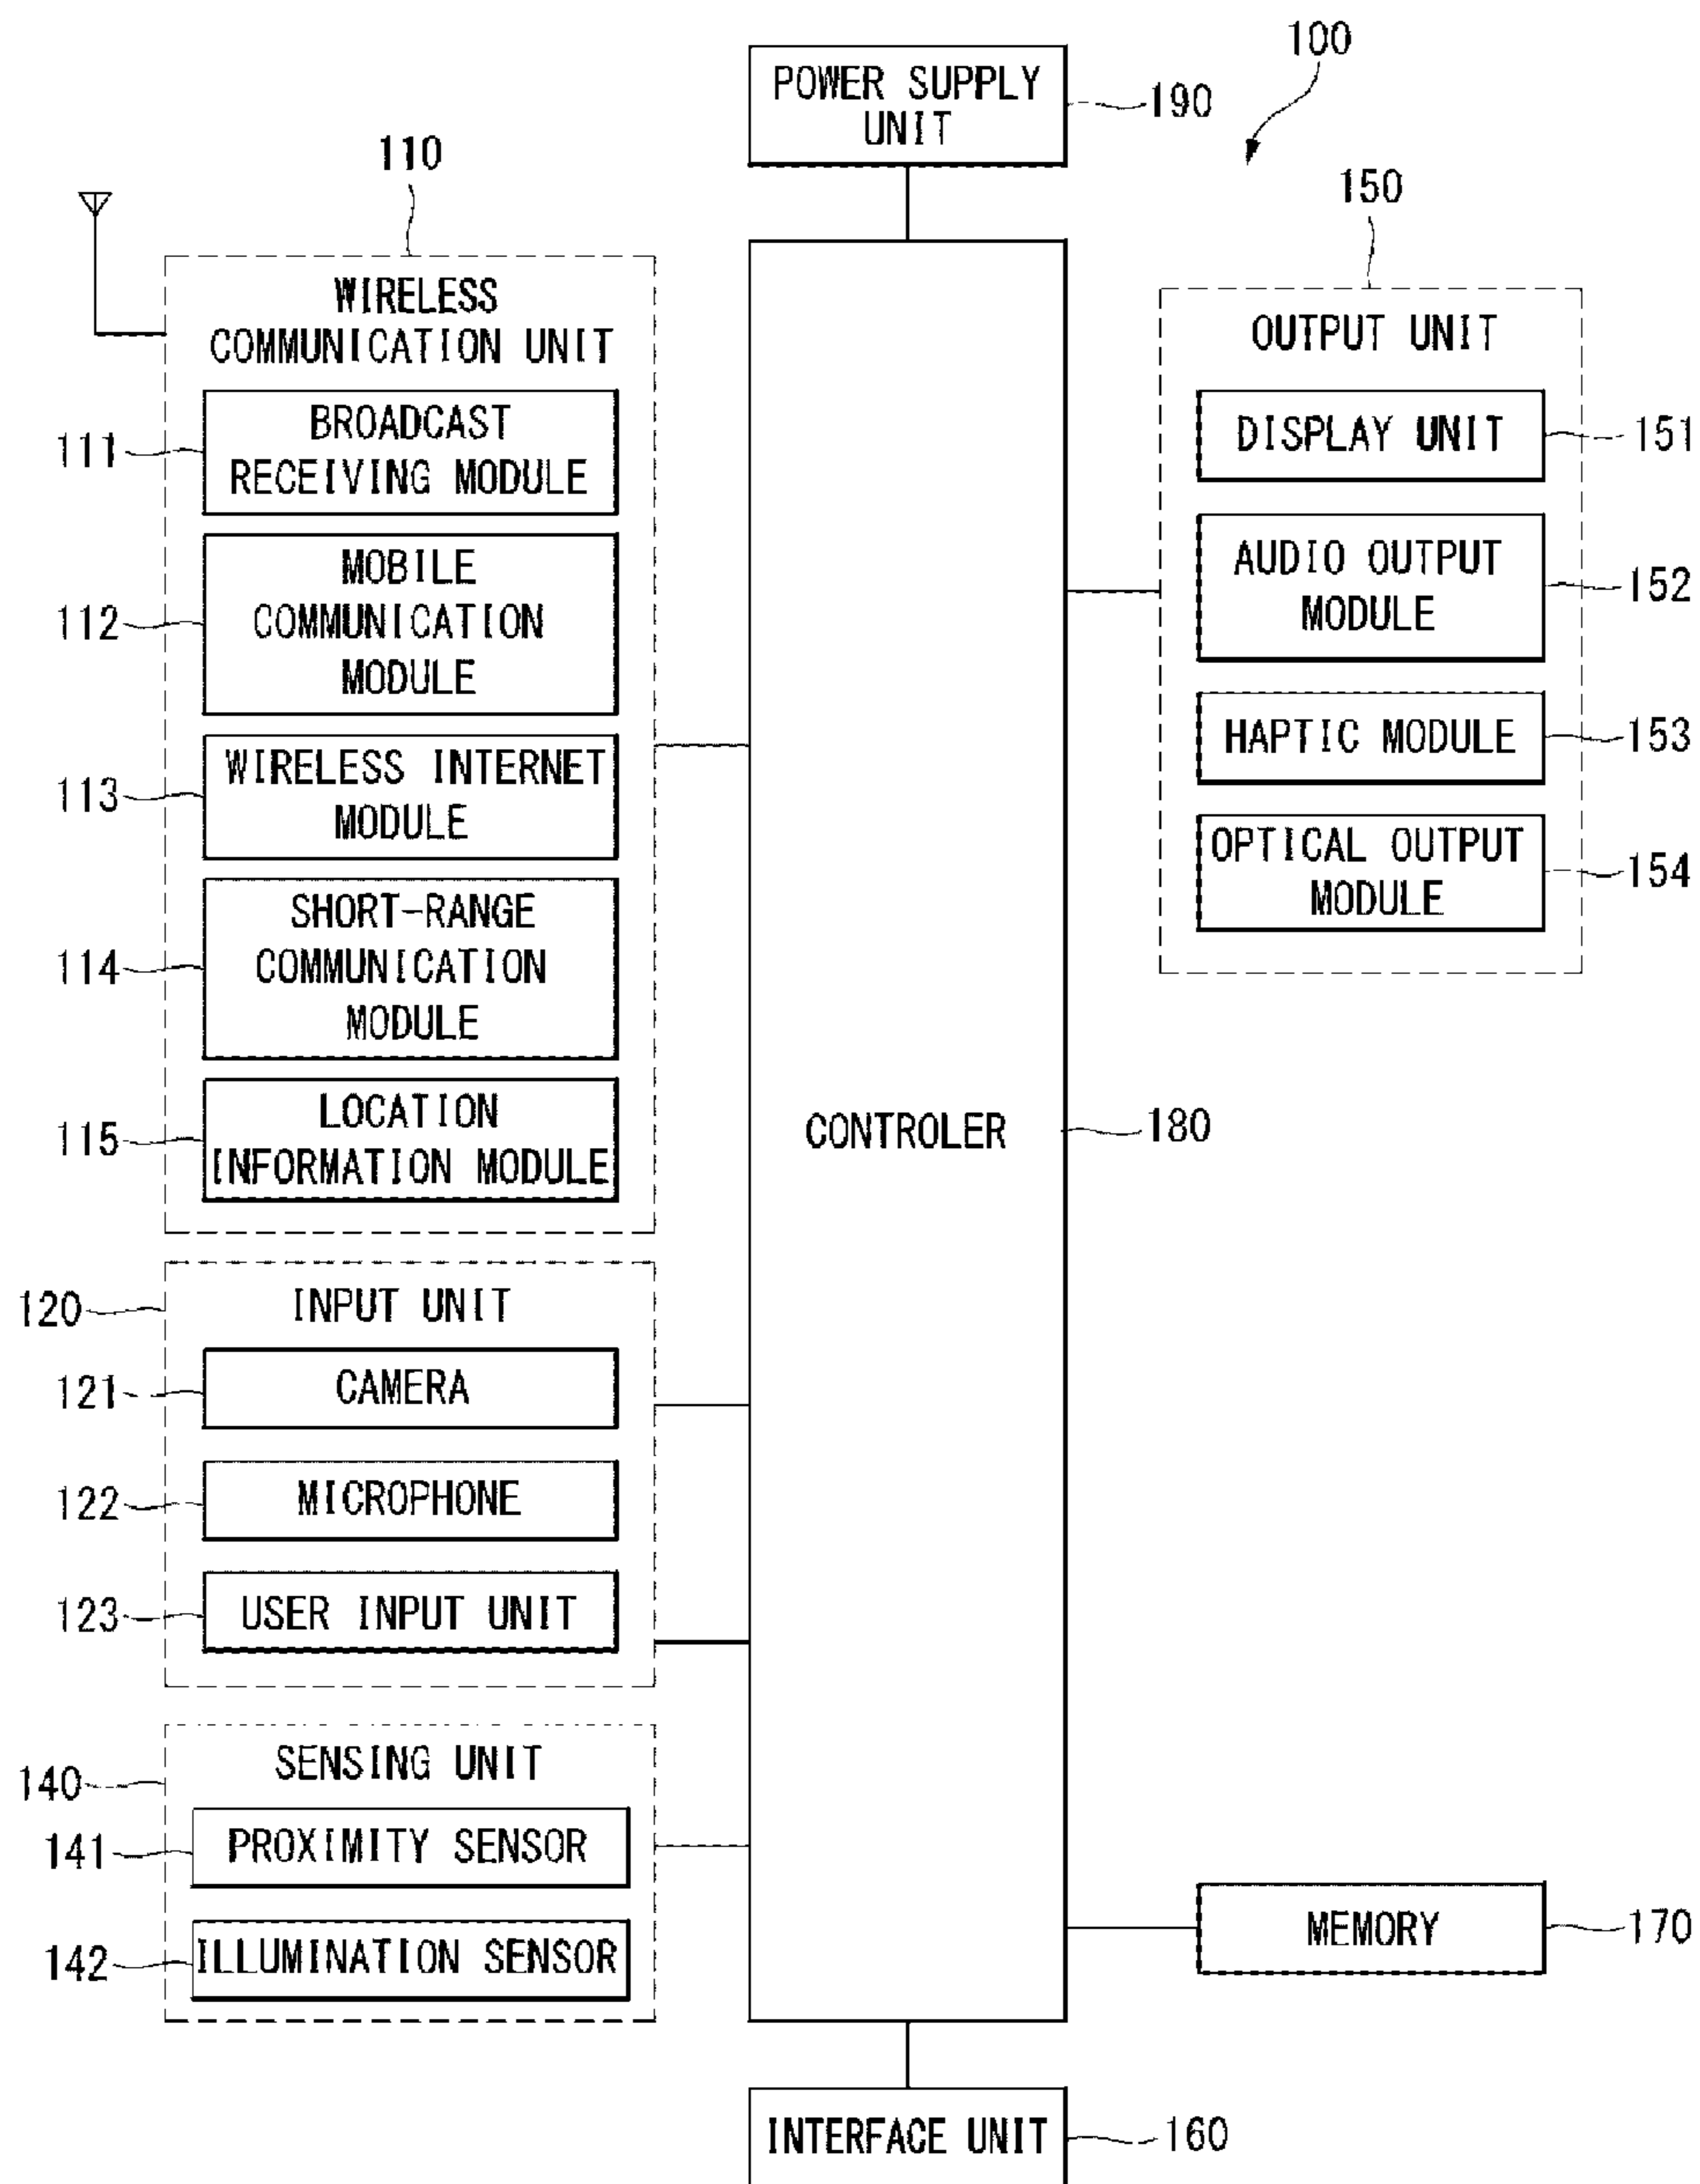 100
POWER SUPPLY
UNIT
190
110
150
WIRELESS
COMMUNICATION UNIT
BROADCAST
RECEIVING MODULE
111
MOBILE
COMMUNICATION
MODULE
112
WIRELESS INTERNET
MODULE
113
SHORT-RANGE
COMMUNICATION
MODULE
114
LOCATION
INFORMATION MODULE
115
INPUT UNIT
120
CAMERA
121
MICROPHONE
122
USER INPUT UNIT
123
SENSING UNIT
140
PROXIMITY SENSOR
141
ILLUMINATION SENSOR
142
CONTROLER
180
OUTPUT UNIT
DISPLAY UNIT
151
AUDIO OUTPUT
MODULE
152
HAPTIC MODULE
153
OPTICAL OUTPUT
MODULE
154
MEMORY
170
INTERFACE UNIT
160